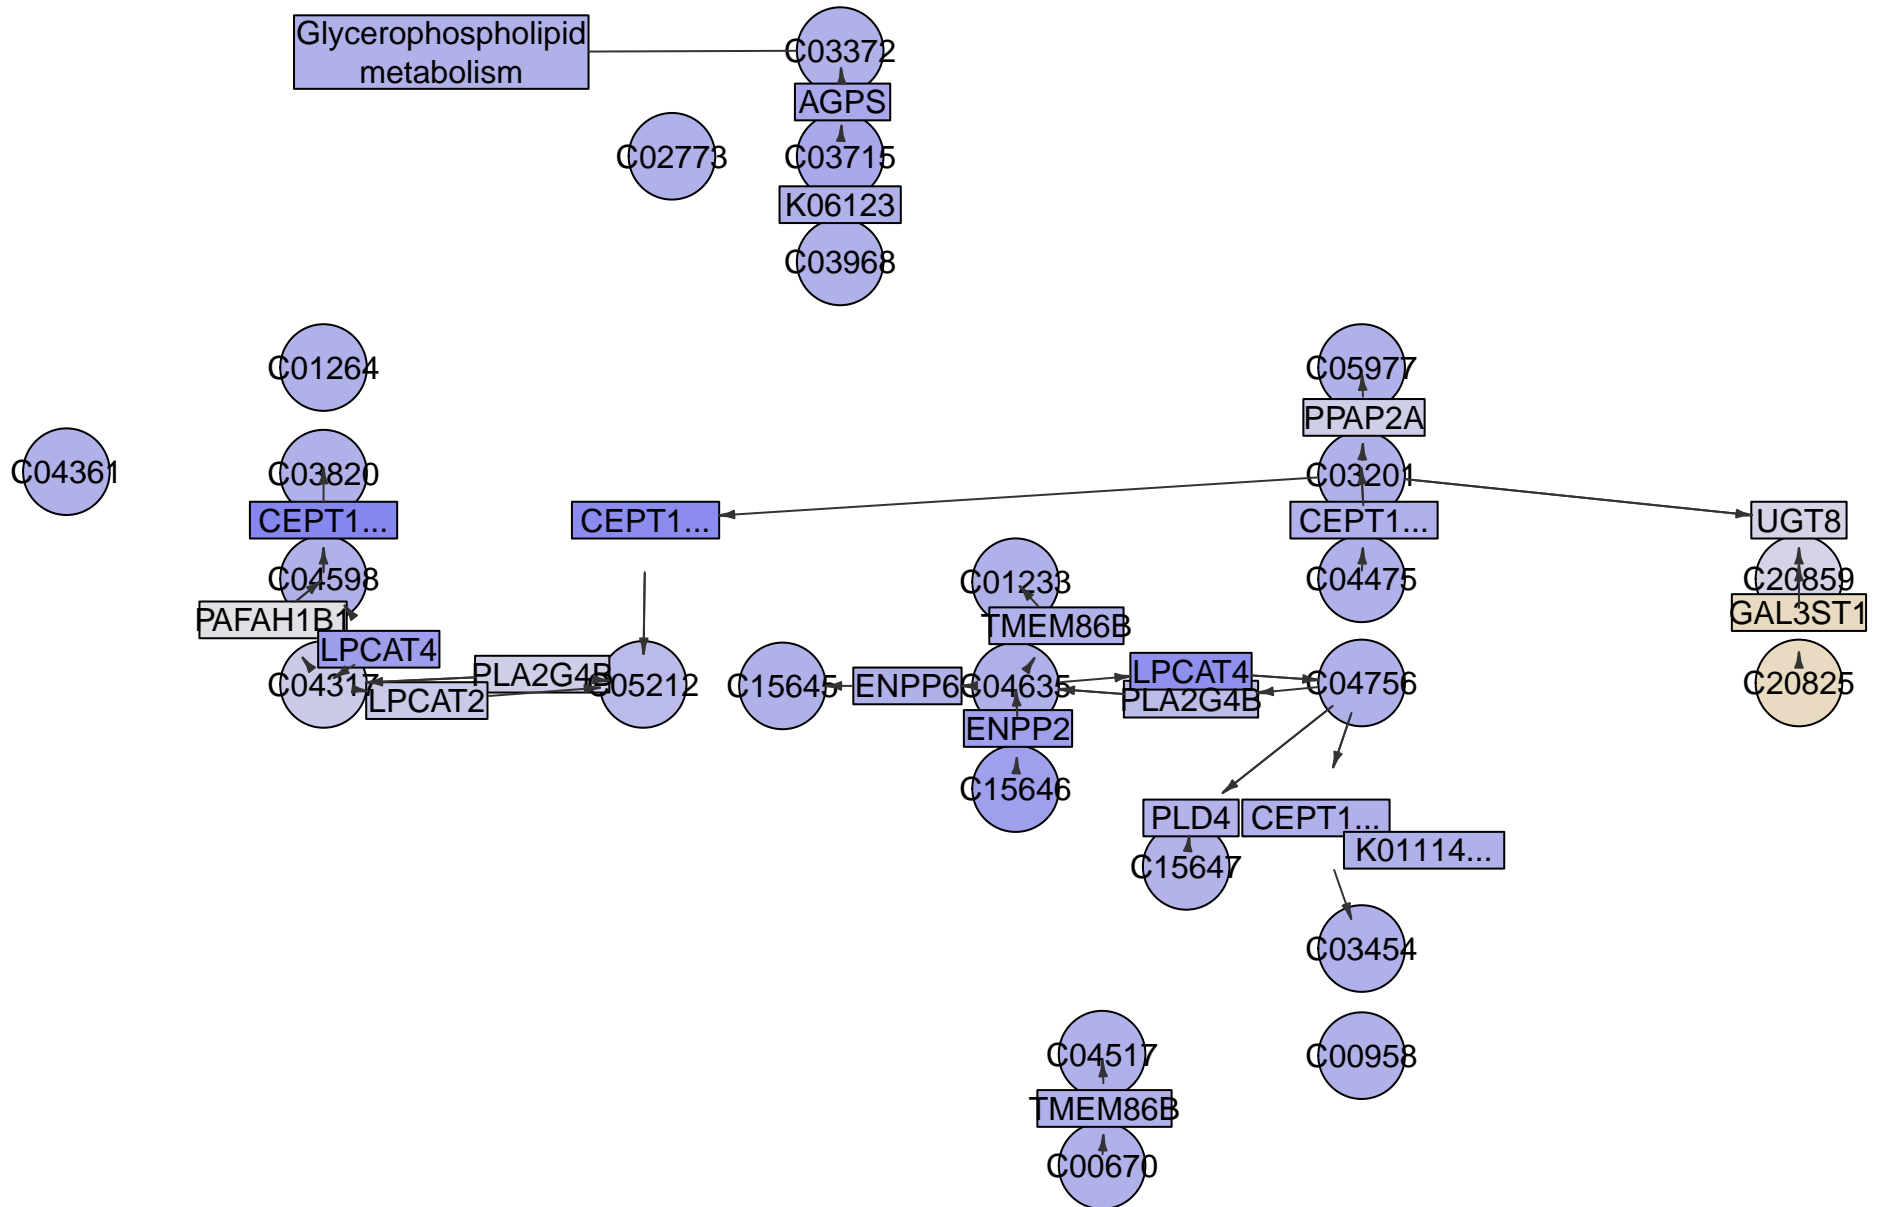 Glycerophospholipid
metabolism
C03372
AGPS
C02773
C03715
K06123
C03968
C01264
C05977
PPAP2A
C04361
C03820
C03201
CEPT1...
CEPT1...
CEPT1...
UGT8
C04598
C01233
C04475
C20859
PAFAH1B1
TMEM86B
GAL3ST1
LPCAT4
C04317
PLA2G4B
LPCAT2
C05212
C15645
ENPP6
C04635
LPCAT4
PLA2G4B
C04756
C20825
ENPP2
C15646
PLD4
CEPT1...
K01114...
C15647
C03454
C04517
C00958
TMEM86B
C00670